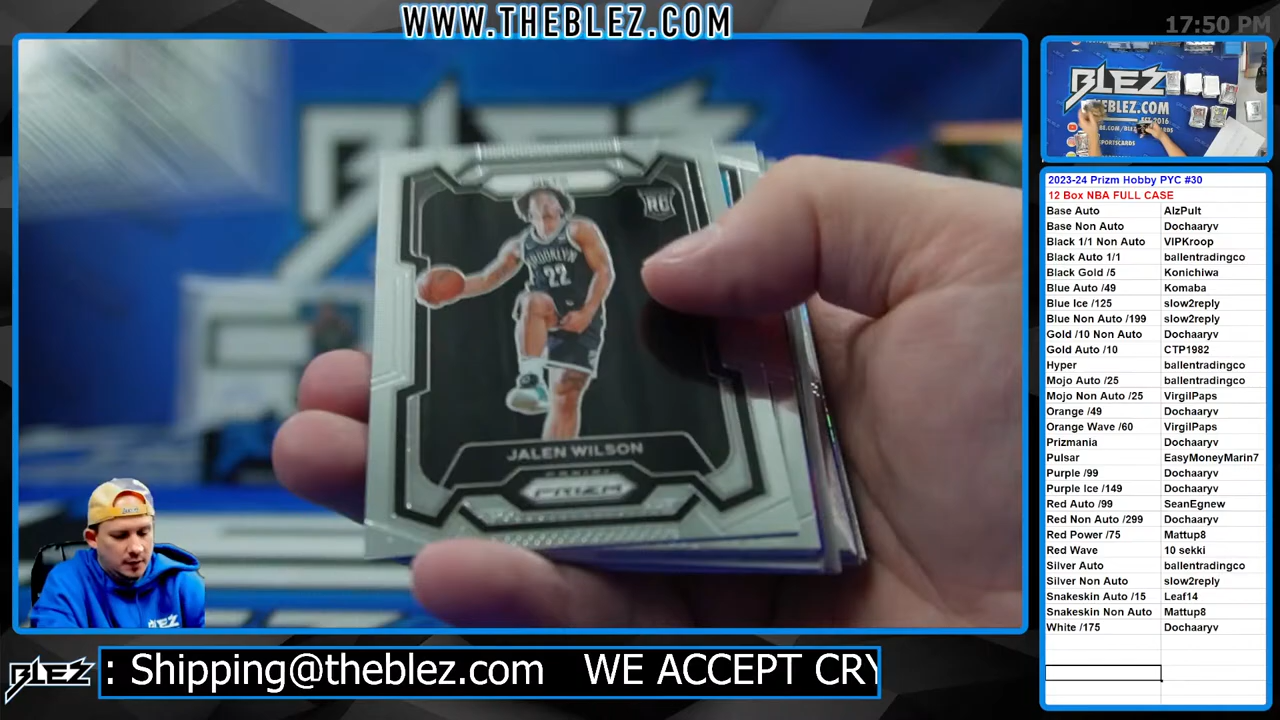 WWW.THEBLEZ.COM
17:50 PM
BLEZ
THEBLEZ.COM
EST 2016
RC
BROOKLYN
22
JALEN WILSON
PANINI
PRIZM
2023-24 Prizm Hobby PYC #30
12 Box NBA FULL CASE
Base Auto AlzPult
Base Non Auto Dochaaryv
Black 1/1 Non Auto VIPKroop
Black Auto 1/1 ballentradingco
Black Gold /5 Konichiwa
Blue Auto /49 Komaba
Blue Ice /125 slow2reply
Blue Non Auto /199 slow2reply
Gold /10 Non Auto Dochaaryv
Gold Auto /10 CTP1982
Hyper ballentradingco
Mojo Auto /25 ballentradingco
Mojo Non Auto /25 VirgilPaps
Orange /49 Dochaaryv
Orange Wave /60 VirgilPaps
Prizmania Dochaaryv
Pulsar EasyMoneyMarin7
Purple /99 Dochaaryv
Purple Ice /149 Dochaaryv
Red Auto /99 SeanEgnew
Red Non Auto /299 Dochaaryv
Red Power /75 Mattup8
Red Wave 10 sekki
Silver Auto ballentradingco
Silver Non Auto slow2reply
Snakeskin Auto /15 Leaf14
Snakeskin Non Auto Mattup8
White /175 Dochaaryv
BLEZ
: Shipping@theblez.com WE ACCEPT CRY